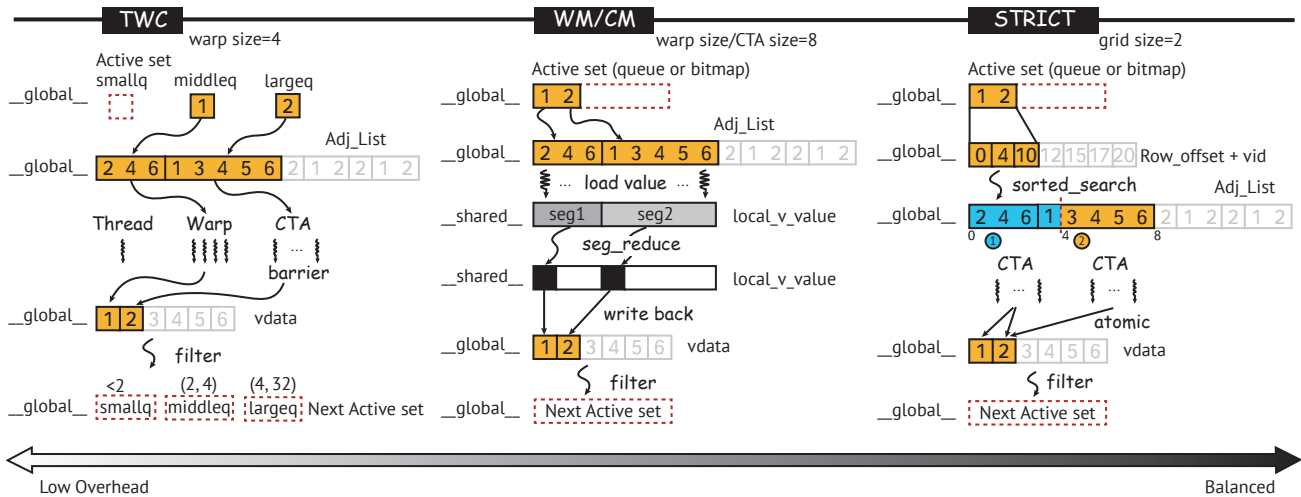 TWC
warp size=4
Active set
smallq middleq largeq
__global__ 1 2
Adj_List
__global__ 2 4 6 1 3 4 5 6 2 1 2 2 1 2
Thread Warp CTA
...
barrier
__global__ 1 2 3 4 5 6 vdata
filter
<2 (2, 4) (4, 32)
__global__ smallq middleq largeq Next Active set
WM/CM
warp size/CTA size=8
Active set (queue or bitmap)
__global__ 1 2
Adj_List
__global__ 2 4 6 1 3 4 5 6 2 1 2 2 1 2
... load value ...
__shared__ seg1 seg2 local_v_value
seg_reduce
__shared__ local_v_value
write back
__global__ 1 2 3 4 5 6 vdata
filter
__global__ Next Active set
STRICT
grid size=2
Active set (queue or bitmap)
__global__ 1 2
__global__ 0 4 10 12 15 17 20 Row_offset + vid
sorted_search
Adj_List
__global__ 2 4 6 1 3 4 5 6 2 1 2 2 1 2
0 4 8
1 2
CTA CTA
... ...
atomic
__global__ 1 2 3 4 5 6 vdata
filter
__global__ Next Active set
Low Overhead Balanced